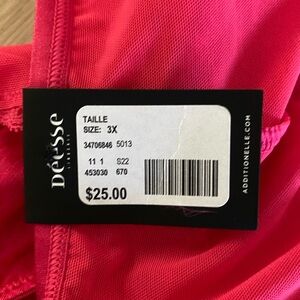 Déesse
TAILLE
SIZE: 3X
34706846 5013
11 1 S22
453030 670
$25.00
ADDITIONELLE.COM